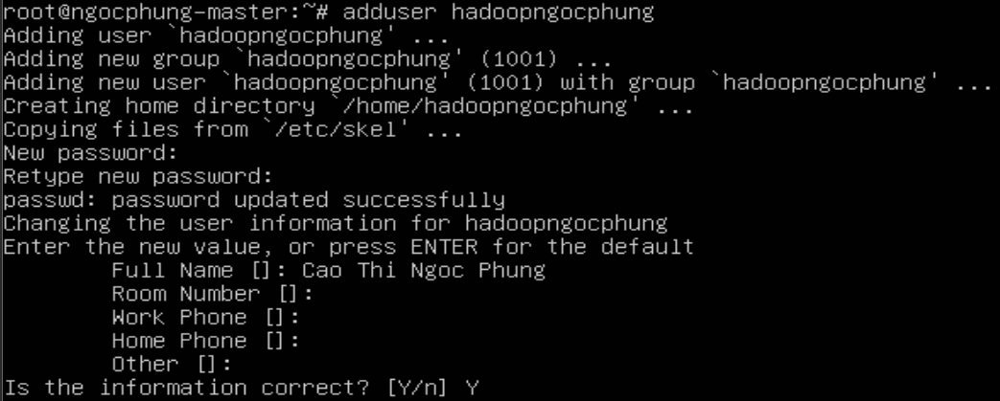 root@ngocphung-master:~# adduser hadoopngocphung
Adding user `hadoopngocphung' ...
Adding new group `hadoopngocphung' (1001) ...
Adding new user `hadoopngocphung' (1001) with group `hadoopngocphung' ...
Creating home directory `/home/hadoopngocphung' ...
Copying files from `/etc/skel' ...
New password:
Retype new password:
passwd: password updated successfully
Changing the user information for hadoopngocphung
Enter the new value, or press ENTER for the default
        Full Name []: Cao Thi Ngoc Phung
        Room Number []:
        Work Phone []:
        Home Phone []:
        Other []:
Is the information correct? [Y/n] Y